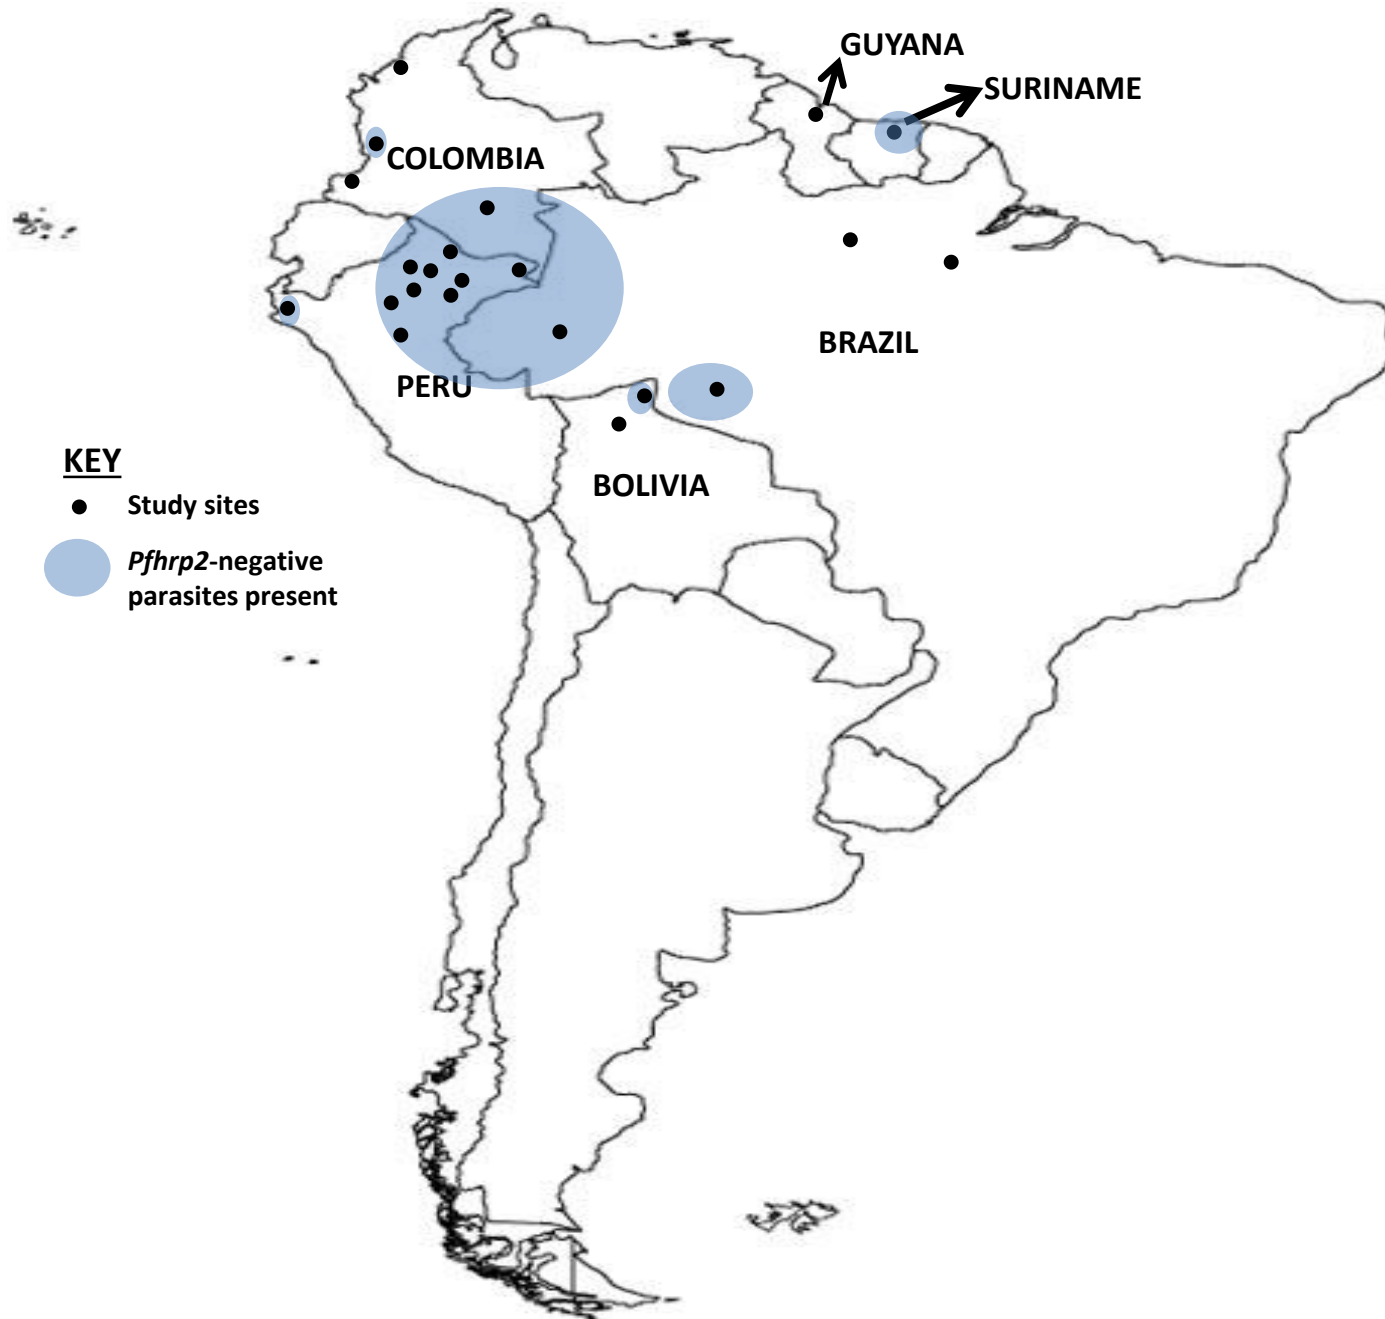 GUYANA
SURINAME
COLOMBIA
BRAZIL
PERU
KEY
Study sites
BOLIVIA
Pfhrp2-negative
parasites present